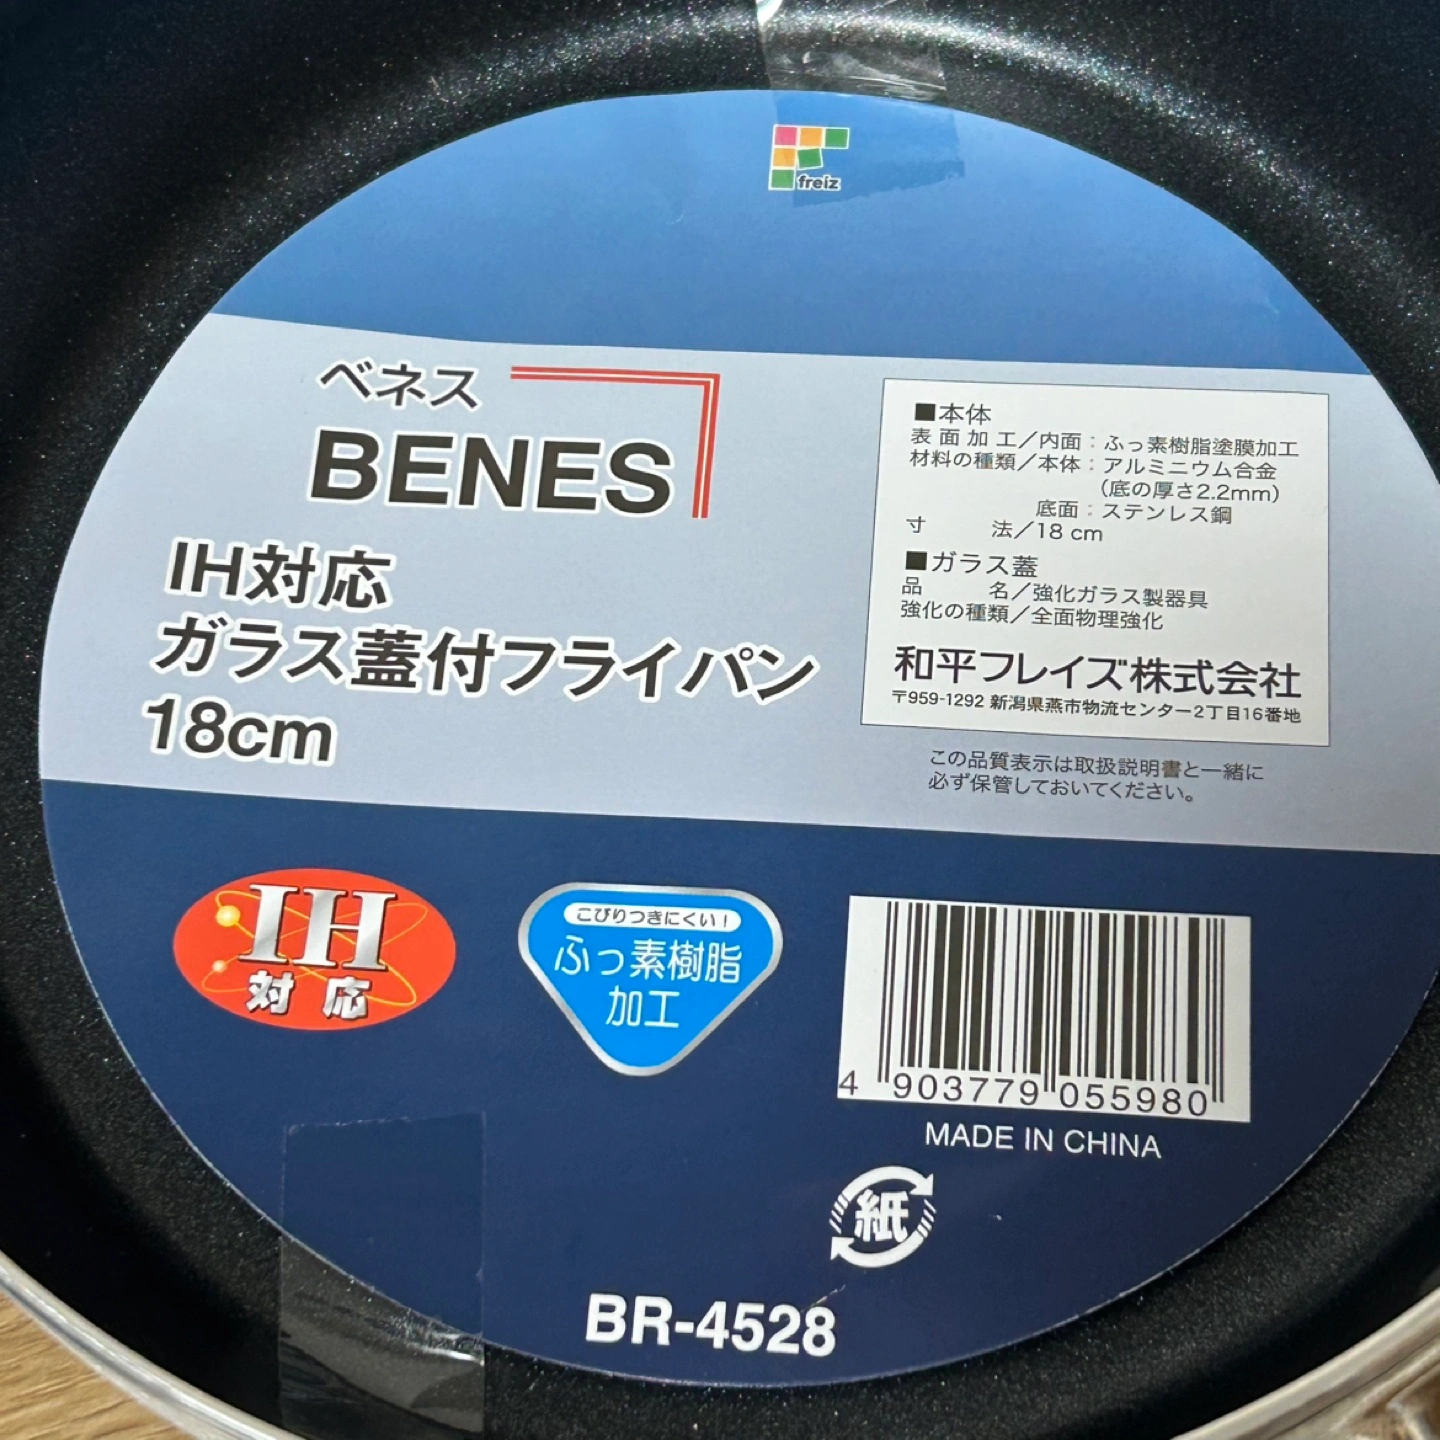 freiz
ベネス
BENES
IH対応
ガラス蓋付フライパン
18cm
■本体
表面加工／内面：ふっ素樹脂塗膜加工
材料の種類／本体：アルミニウム合金
（底の厚さ2.2mm）
底面：ステンレス鋼
寸法／18 cm
■ガラス蓋
品名／強化ガラス製器具
強化の種類／全面物理強化
和平フレイズ株式会社
〒959-1292 新潟県燕市物流センター2丁目16番地
この品質表示は取扱説明書と一緒に
必ず保管しておいてください。
IH
対応
こびりつきにくい！
ふっ素樹脂
加工
4 903779 055980
MADE IN CHINA
紙
BR-4528